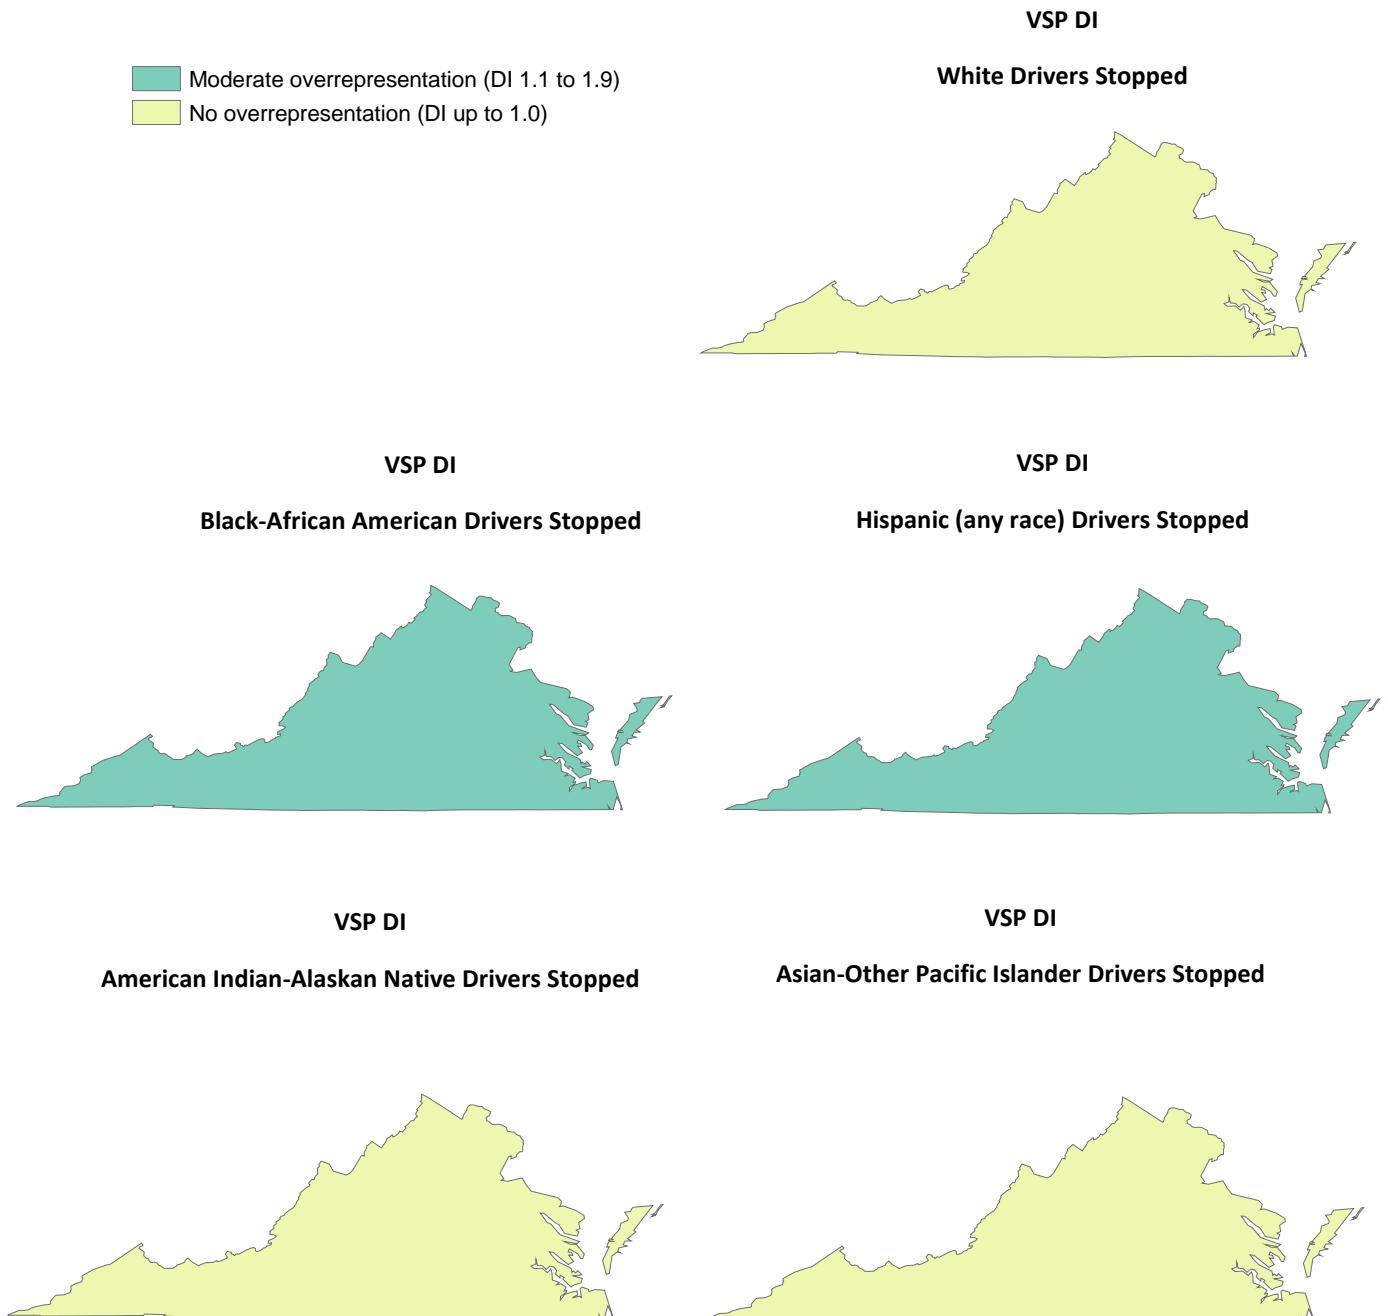 VSP DI
White Drivers Stopped
Moderate overrepresentation (DI 1.1 to 1.9)
No overrepresentation (DI up to 1.0)
VSP DI
Black-African American Drivers Stopped
VSP DI
Hispanic (any race) Drivers Stopped
VSP DI
American Indian-Alaskan Native Drivers Stopped
VSP DI
Asian-Other Pacific Islander Drivers Stopped